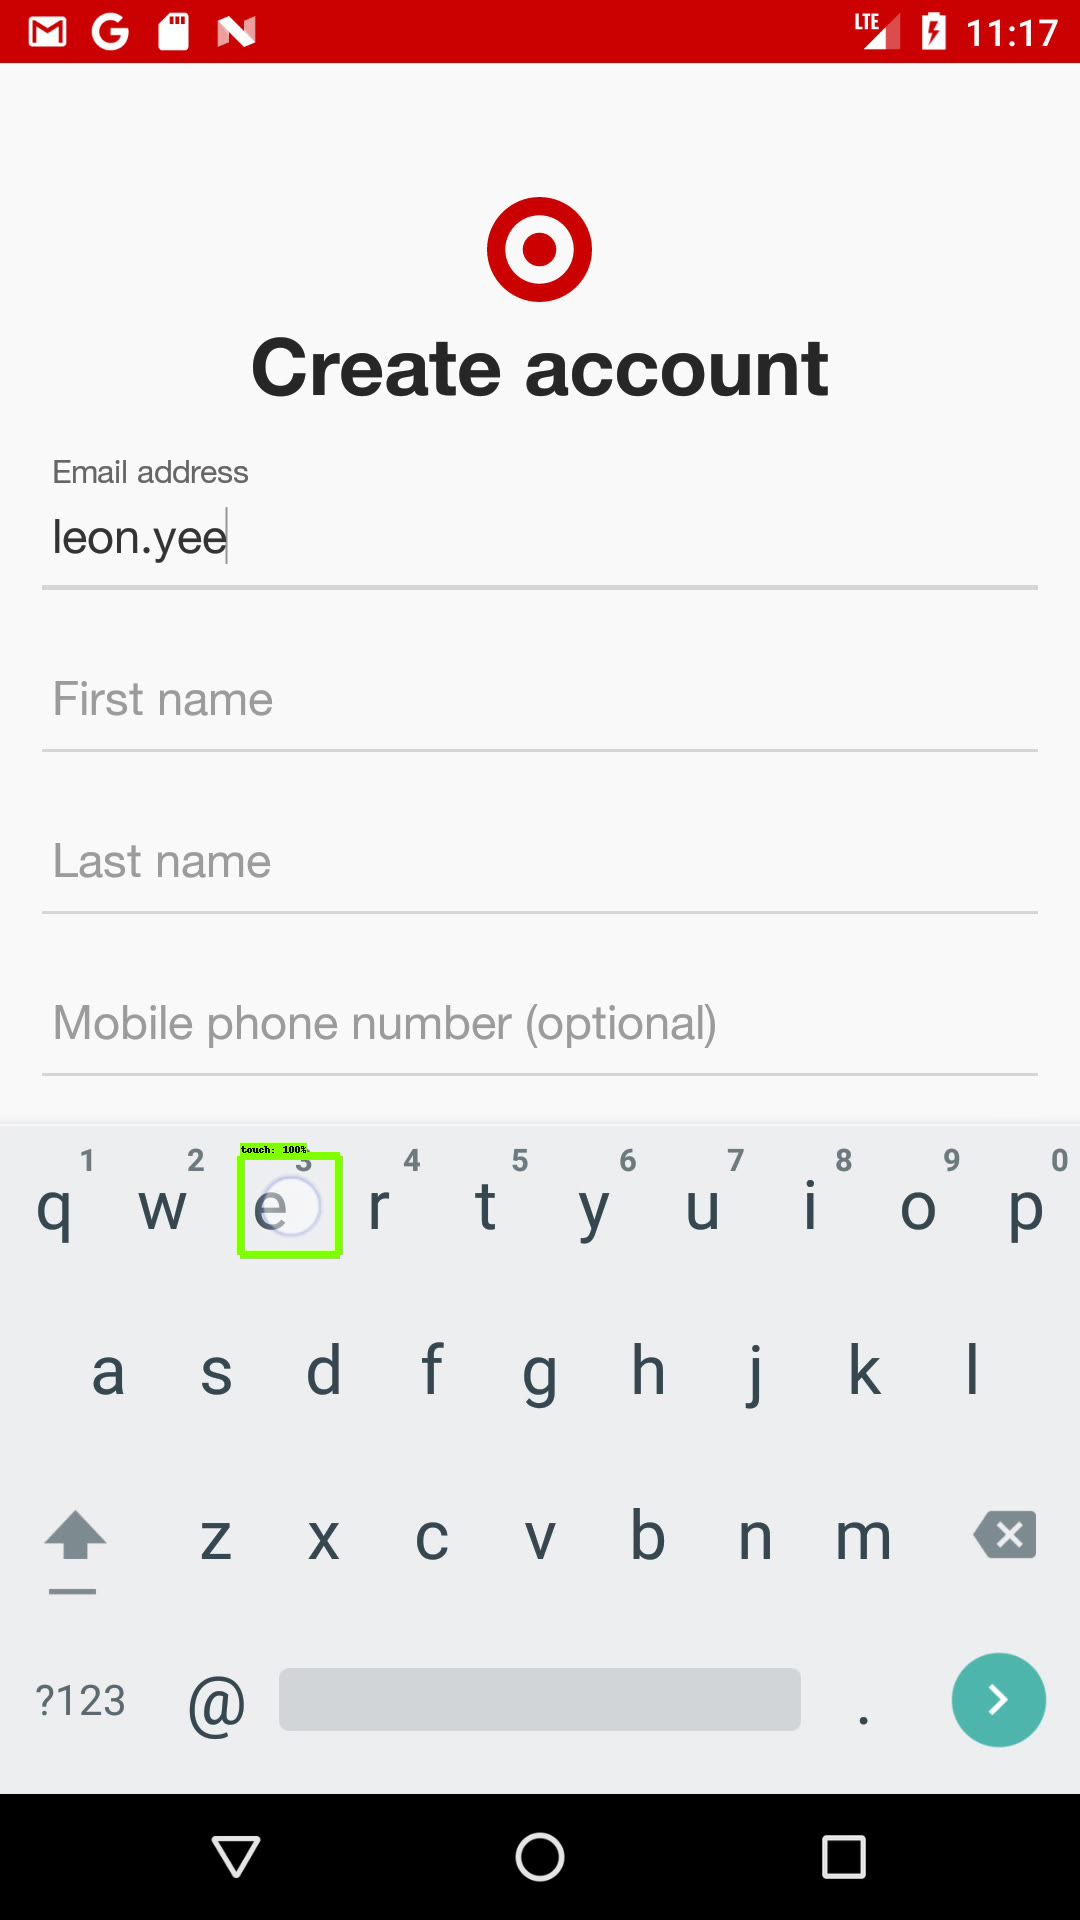 LTE 11:17
Create account
Email address
leon.yee
First name
Last name
Mobile phone number (optional)
touch: 100%
1 2 3 4 5 6 7 8 9 0
q w e r t y u i o p
a s d f g h j k l
z x c v b n m
?123 @ .